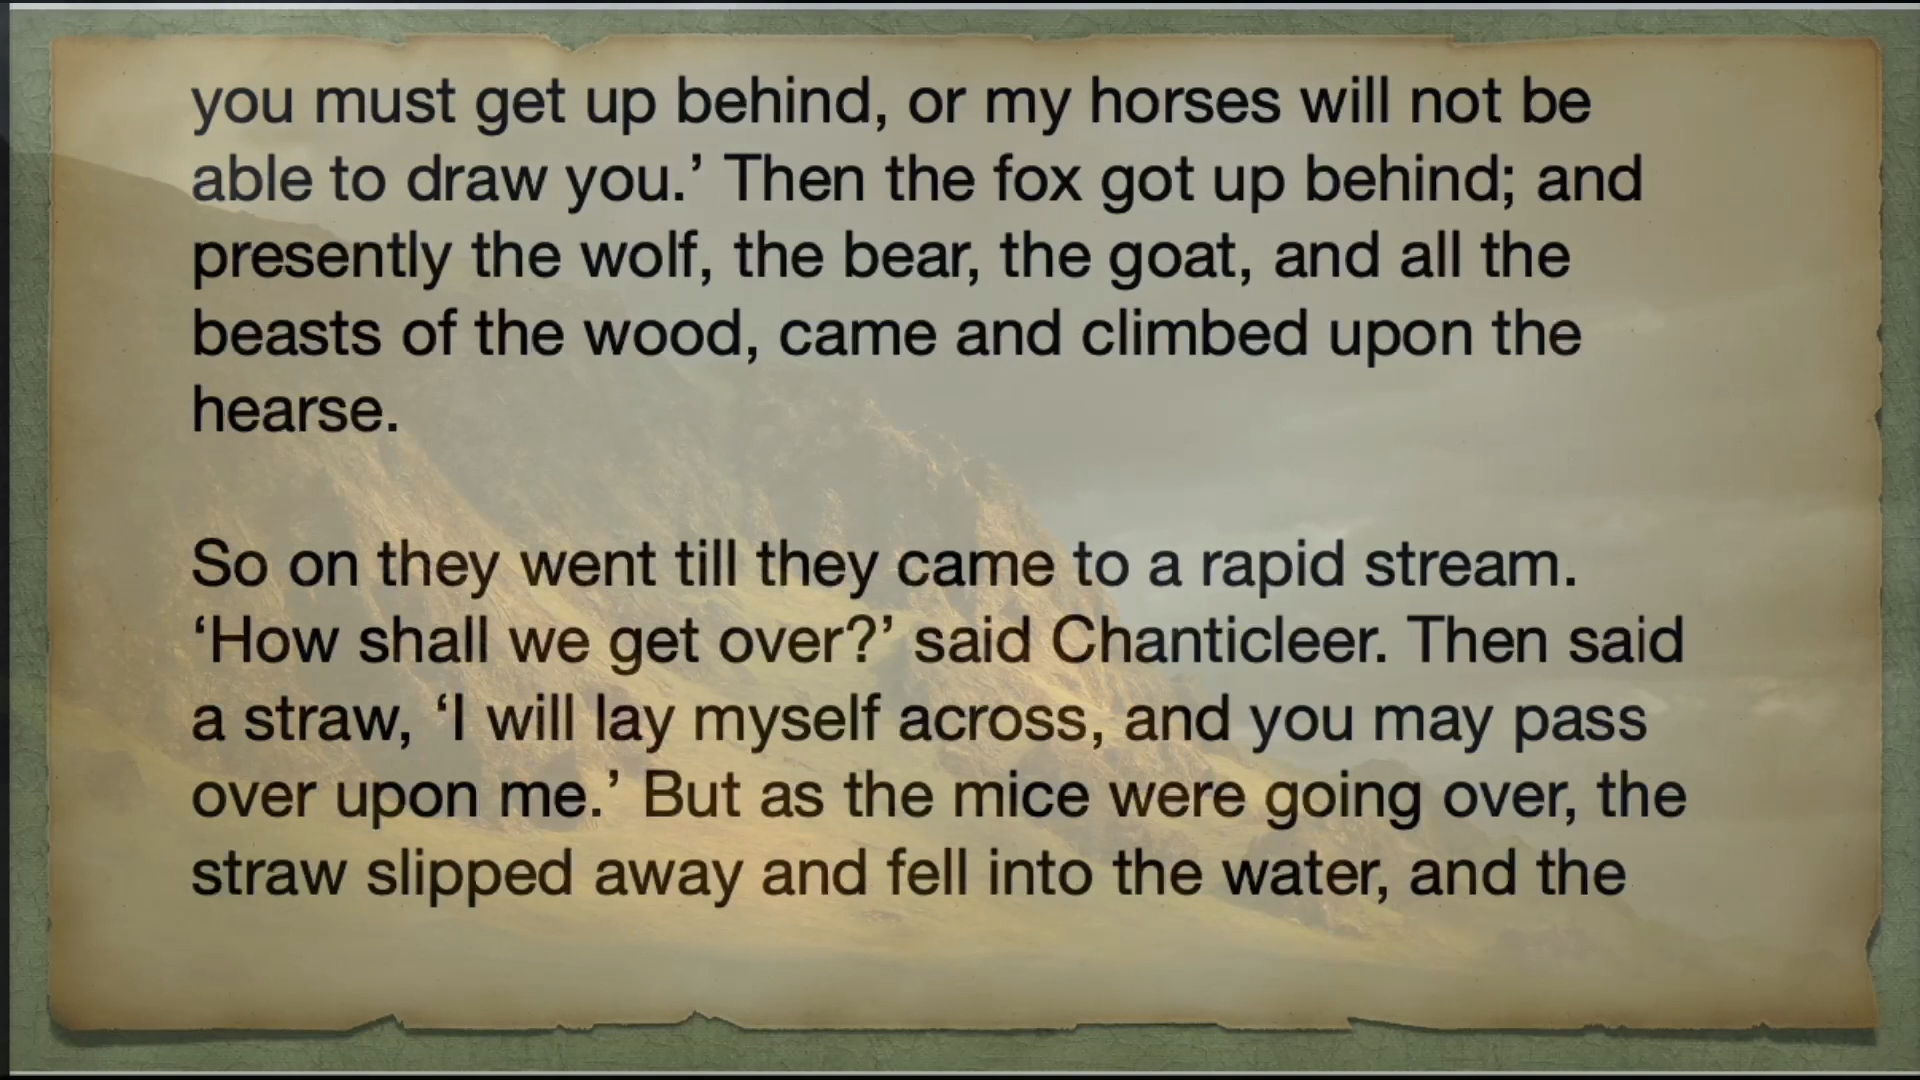 you must get up behind, or my horses will not be
able to draw you.’ Then the fox got up behind; and
presently the wolf, the bear, the goat, and all the
beasts of the wood, came and climbed upon the
hearse.
So on they went till they came to a rapid stream.
‘How shall we get over?’ said Chanticleer. Then said
a straw, ‘I will lay myself across, and you may pass
over upon me.’ But as the mice were going over, the
straw slipped away and fell into the water, and the